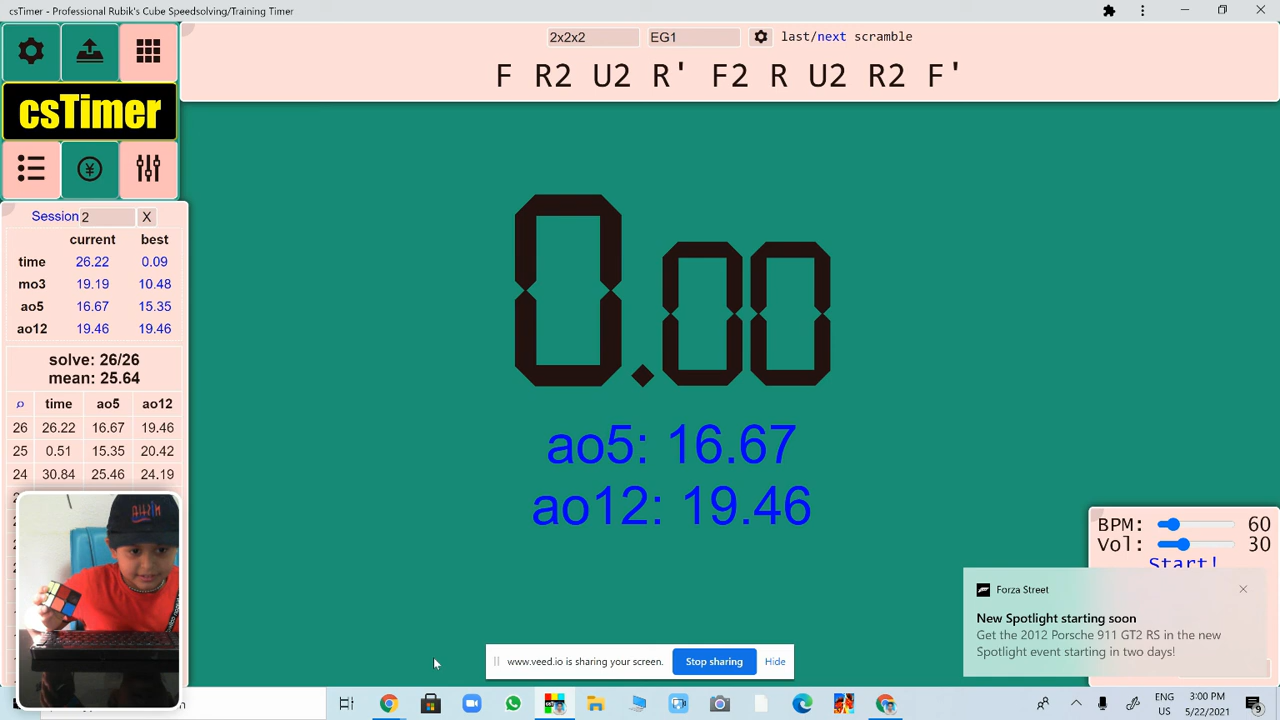 csTimer - Professional Rubik's Cube Speedsolving/Training Timer
2x2x2 EG1 last/next scramble
F R2 U2 R' F2 R U2 R2 F'
csTimer
Session 2 X
current best
time 26.22 0.09
mo3 19.19 10.48
ao5 16.67 15.35
ao12 19.46 19.46
solve: 26/26
mean: 25.64
time ao5 ao12
26 26.22 16.67 19.46
25 0.51 15.35 20.42
24 30.84 25.46 24.19
0.00
ao5: 16.67
ao12: 19.46
BPM: 60
Vol: 30
Start!
Forza Street
New Spotlight starting soon
Get the 2012 Porsche 911 GT2 RS in the new
Spotlight event starting in two days!
www.veed.io is sharing your screen. Stop sharing Hide
ENG
US
3:00 PM
5/22/2021
9